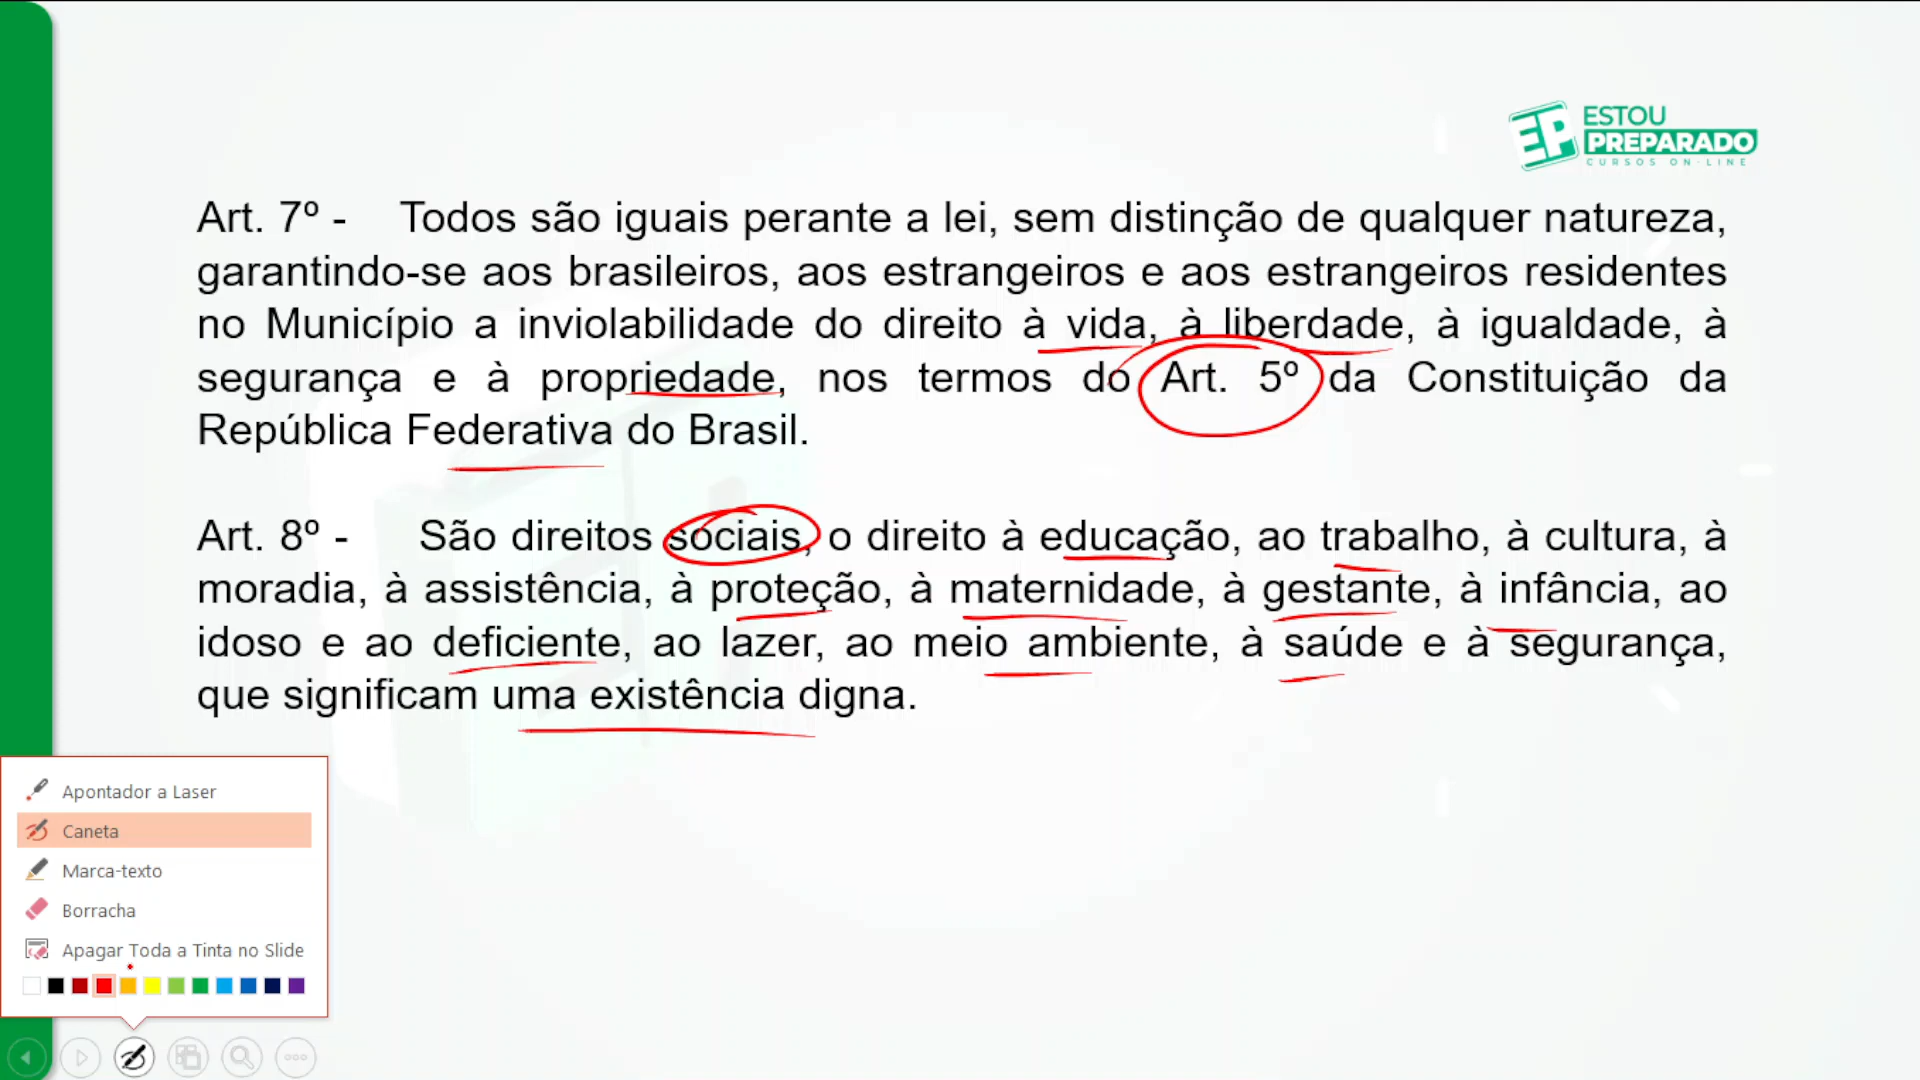 ESTOU
EP PREPARADO
CURSOS ON-LINE
Art. 7º - Todos são iguais perante a lei, sem distinção de qualquer natureza,
garantindo-se aos brasileiros, aos estrangeiros e aos estrangeiros residentes
no Município a inviolabilidade do direito à vida, à liberdade, à igualdade, à
segurança e à propriedade, nos termos do Art. 5º da Constituição da
República Federativa do Brasil.
Art. 8º - São direitos sociais, o direito à educação, ao trabalho, à cultura, à
moradia, à assistência, à proteção, à maternidade, à gestante, à infância, ao
idoso e ao deficiente, ao lazer, ao meio ambiente, à saúde e à segurança,
que significam uma existência digna.
Apontador a Laser
Caneta
Marca-texto
Borracha
Apagar Toda a Tinta no Slide